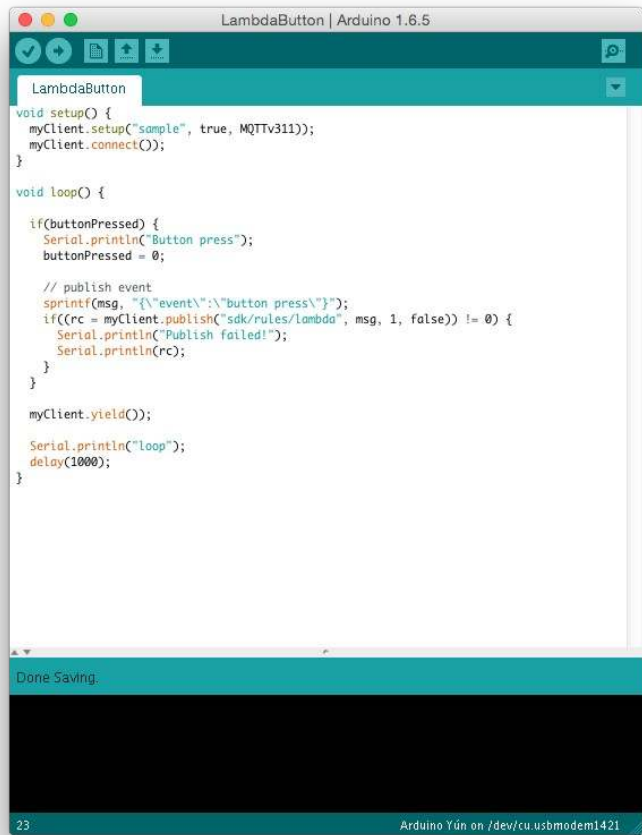 LambdaButton | Arduino 1.6.5
LambdaButton
void setup() {
  myClient.setup("sample", true, MQTTv311));
  myClient.connect());
}
void loop() {
  if(buttonPressed) {
    Serial.println("Button press");
    buttonPressed = 0;
    // publish event
    sprintf(msg, "{\"event\":\"button press\"}");
    if((rc = myClient.publish("sdk/rules/lambda", msg, 1, false)) != 0) {
      Serial.println("Publish failed!");
      Serial.println(rc);
    }
  }
  myClient.yield());
  Serial.println("loop");
  delay(1000);
}
Done Saving.
23 Arduino Yún on /dev/cu.usbmodem1421